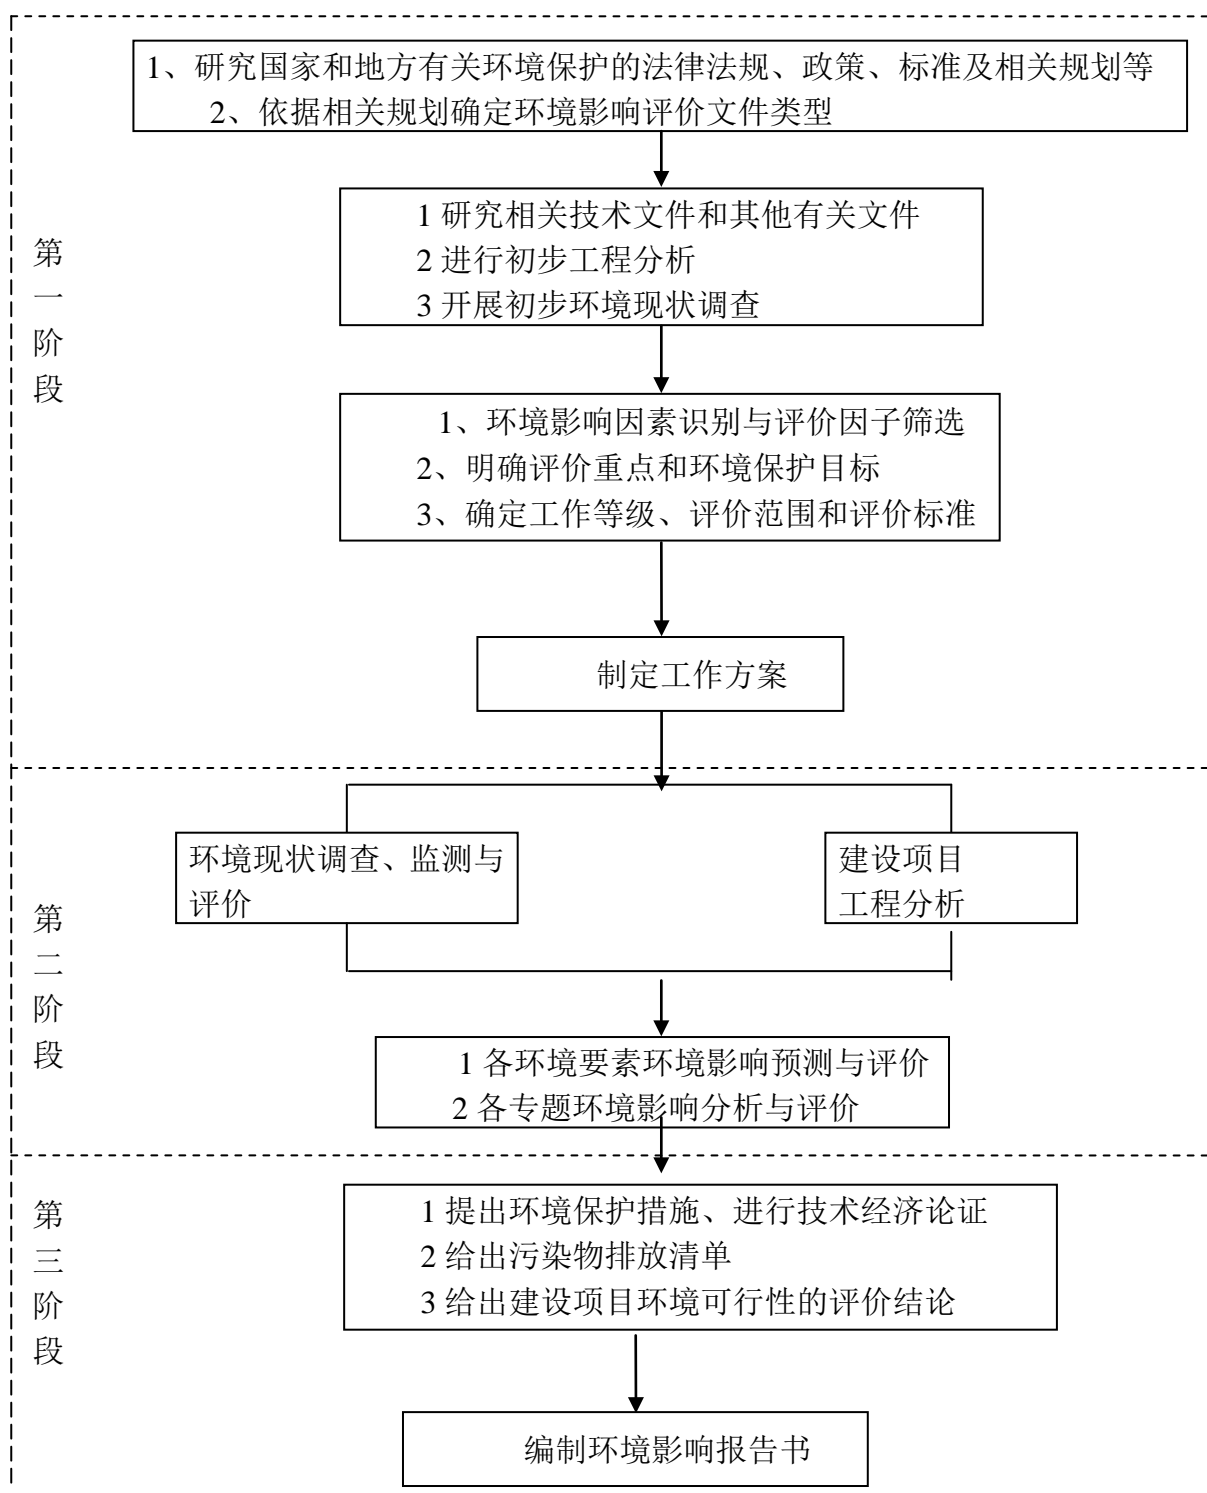 1、研究国家和地方有关环境保护的法律法规、政策、标准及相关规划等
2、依据相关规划确定环境影响评价文件类型
1 研究相关技术文件和其他有关文件
2 进行初步工程分析
3 开展初步环境现状调查
第
一
阶
段
1、环境影响因素识别与评价因子筛选
2、明确评价重点和环境保护目标
3、确定工作等级、评价范围和评价标准
制定工作方案
环境现状调查、监测与
评价
建设项目
工程分析
第
二
阶
段
1 各环境要素环境影响预测与评价
2 各专题环境影响分析与评价
第
三
阶
段
1 提出环境保护措施、进行技术经济论证
2 给出污染物排放清单
3 给出建设项目环境可行性的评价结论
编制环境影响报告书